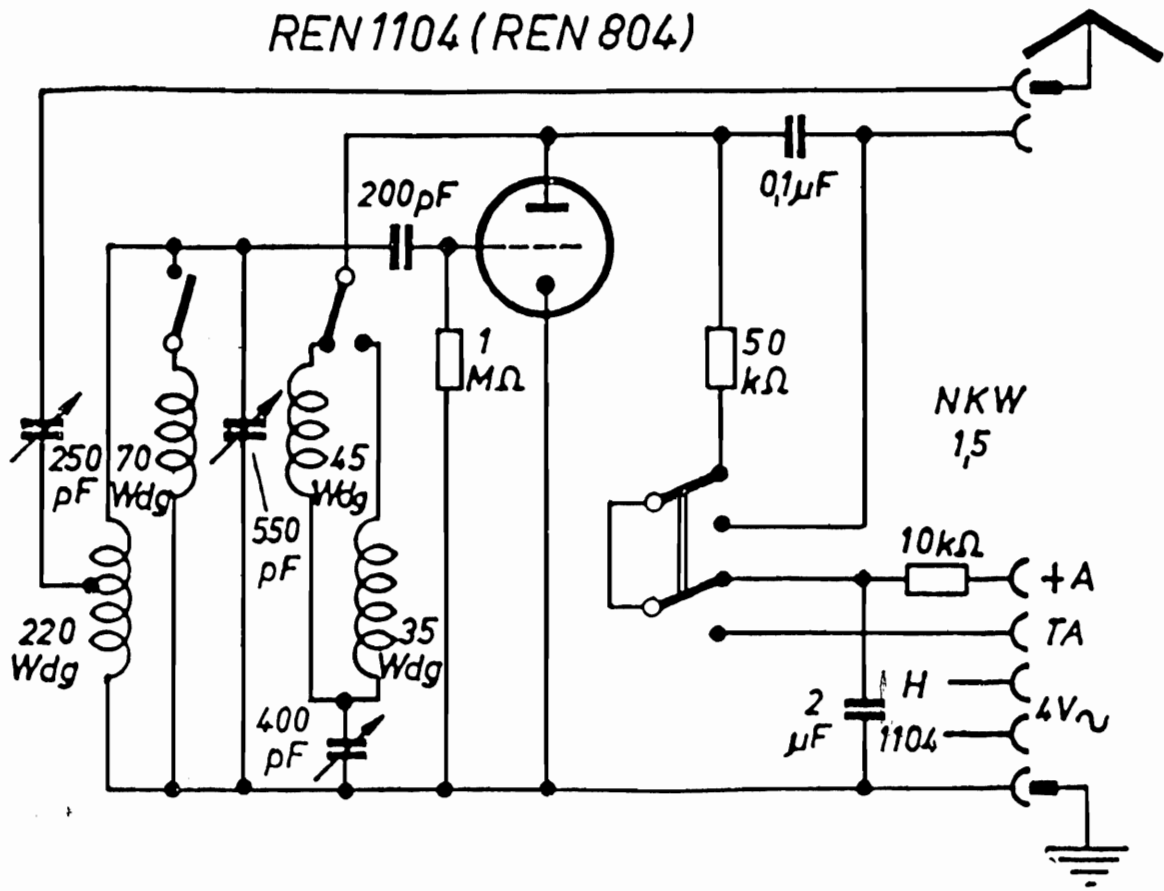 REN 1104 (REN 804)
200pF
0,1µF
1
MΩ
50
kΩ
NKW
1,5
250
pF
70
Wdg
45
Wdg
550
pF
10kΩ
+A
TA
220
Wdg
35
Wdg
400
pF
2
µF
H
1104
4V~